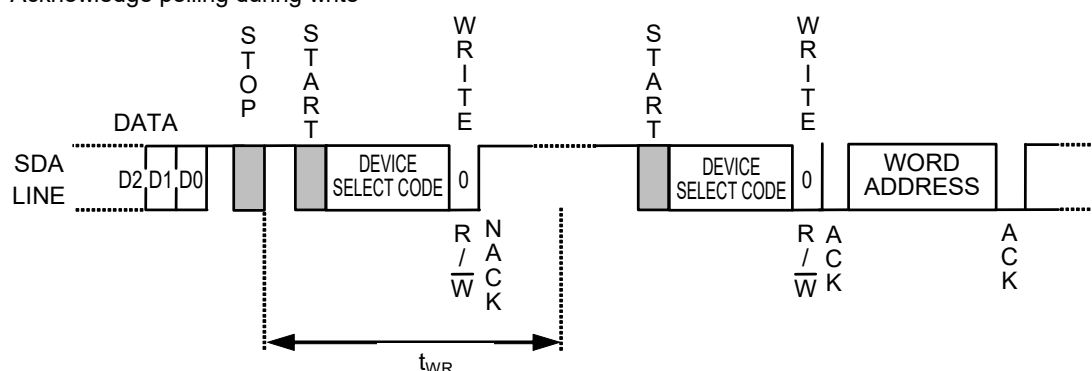 Acknowledge polling during write
STOP
START
WRITE
START
WRITE
DATA
SDA
LINE
D2 D1 D0
DEVICE
SELECT CODE
0
DEVICE
SELECT CODE
0
WORD
ADDRESS
R/W
NACK
R/W
ACK
ACK
tWR